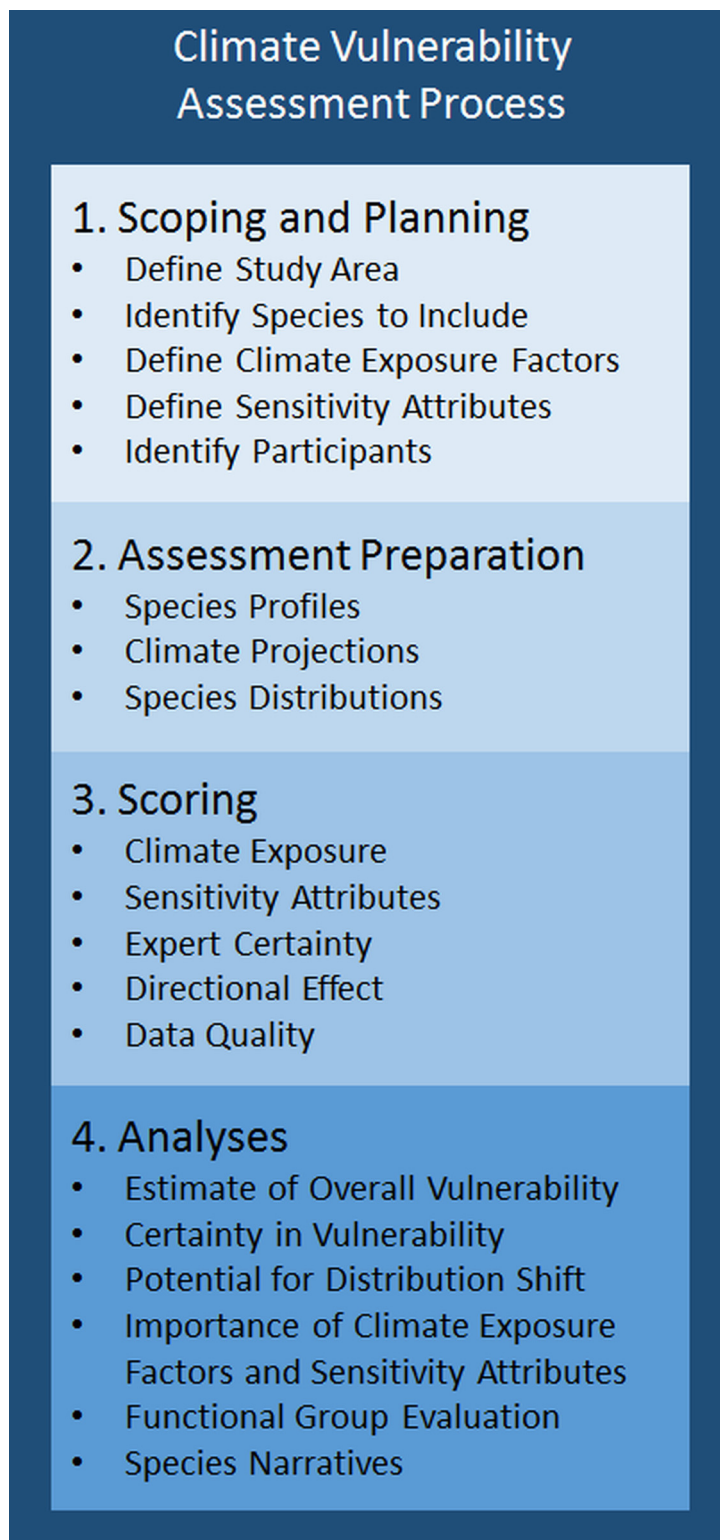 Climate Vulnerability
Assessment Process
1. Scoping and Planning
• Define Study Area
• Identify Species to Include
• Define Climate Exposure Factors
• Define Sensitivity Attributes
• Identify Participants
2. Assessment Preparation
• Species Profiles
• Climate Projections
• Species Distributions
3. Scoring
• Climate Exposure
• Sensitivity Attributes
• Expert Certainty
• Directional Effect
• Data Quality
4. Analyses
• Estimate of Overall Vulnerability
• Certainty in Vulnerability
• Potential for Distribution Shift
• Importance of Climate Exposure
Factors and Sensitivity Attributes
• Functional Group Evaluation
• Species Narratives